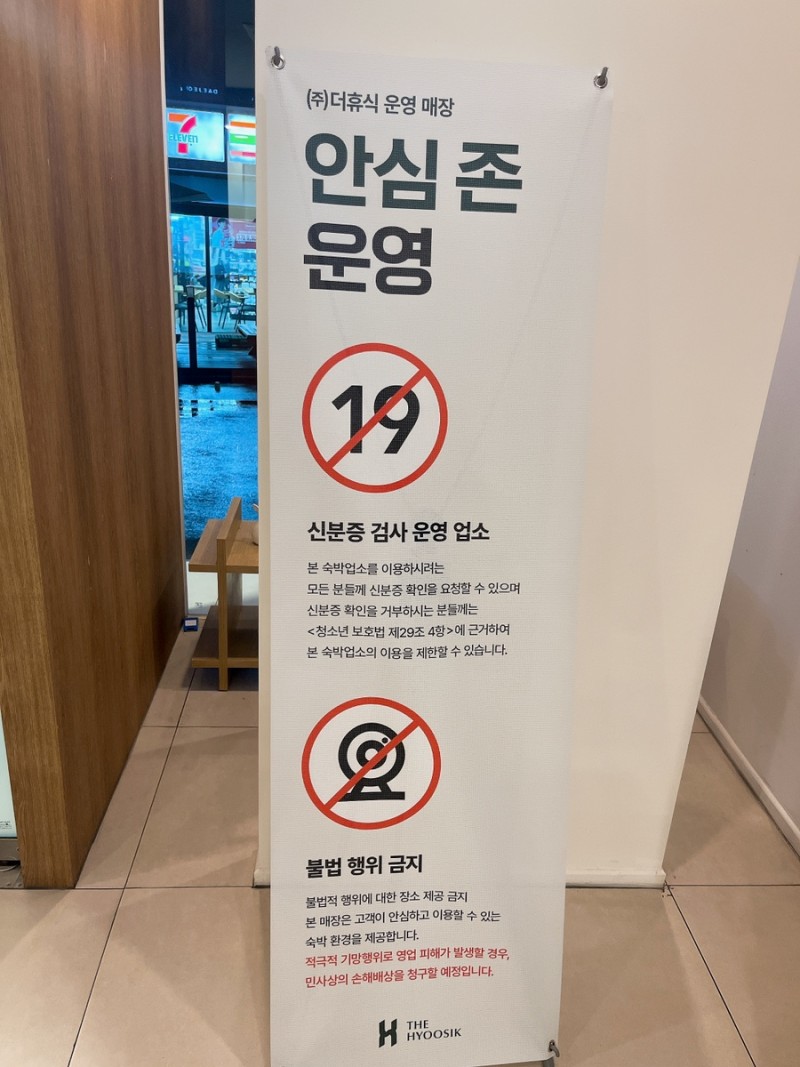 (주)더휴식 운영 매장
안심 존
운영
7
ELEVEN
19
신분증 검사 운영 업소
본 숙박업소를 이용하시려는
모든 분들께 신분증 확인을 요청할 수 있으며
신분증 확인을 거부하시는 분들께는
<청소년 보호법 제29조 4항>에 근거하여
본 숙박업소의 이용을 제한할 수 있습니다.
불법 행위 금지
불법적 행위에 대한 장소 제공 금지
본 매장은 고객이 안심하고 이용할 수 있는
숙박 환경을 제공합니다.
적극적 기망행위로 영업 피해가 발생할 경우,
민사상의 손해배상을 청구할 예정입니다.
THE
HYOOSIK